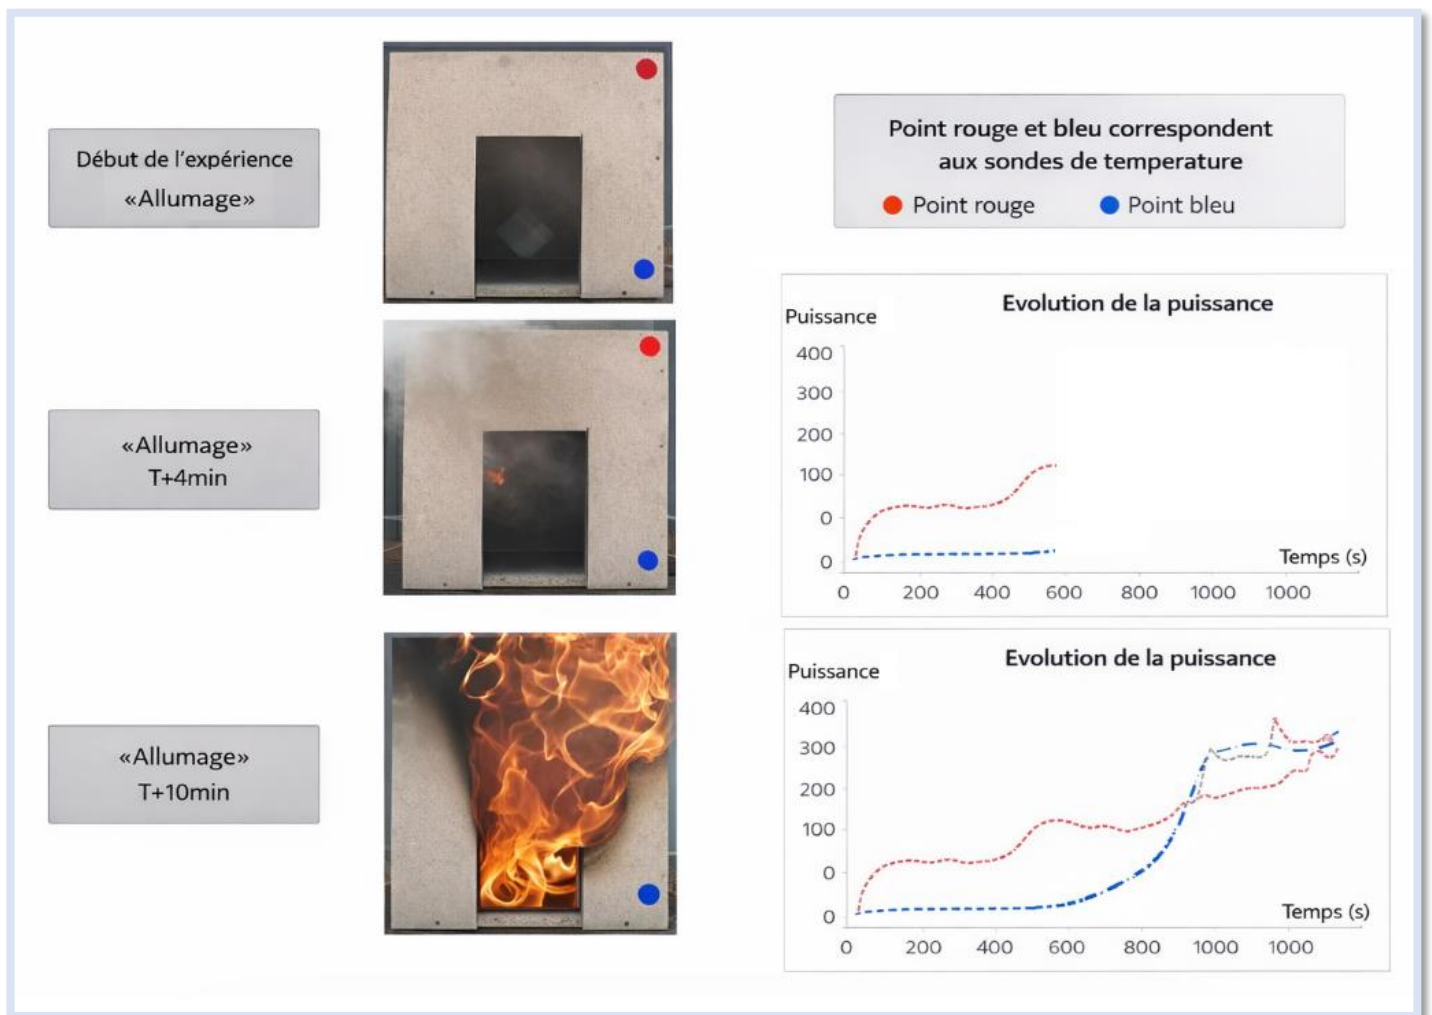 Début de l'expérience
«Allumage»
Point rouge et bleu correspondent
aux sondes de temperature
Point rouge
Point bleu
«Allumage»
T+4min
Evolution de la puissance
Puissance
400
300
200
100
0
0
Temps (s)
0 200 400 600 800 1000 1000
«Allumage»
T+10min
Evolution de la puissance
Puissance
400
300
200
100
0
0
Temps (s)
0 200 400 600 800 1000 1000